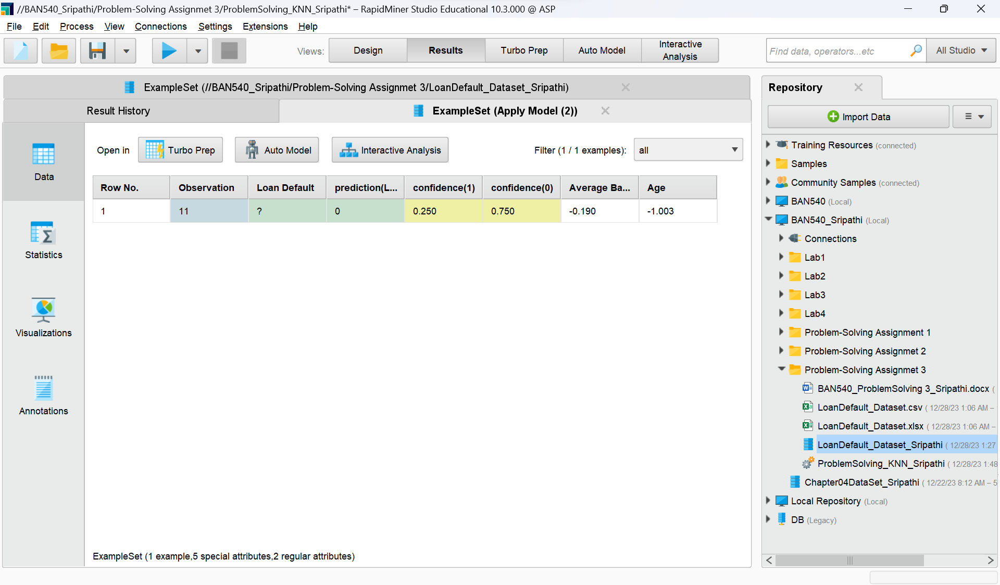 //BAN540_Sripathi/Problem-Solving Assignmet 3/ProblemSolving_KNN_Sripathi* – RapidMiner Studio Educational 10.3.000 @ ASP
File Edit Process View Connections Settings Extensions Help
Views: Design Results Turbo Prep Auto Model Interactive Analysis Find data, operators...etc All Studio
ExampleSet (//BAN540_Sripathi/Problem-Solving Assignmet 3/LoanDefault_Dataset_Sripathi)
Result History ExampleSet (Apply Model (2))
Data
Statistics
Visualizations
Annotations
Open in Turbo Prep Auto Model Interactive Analysis Filter (1 / 1 examples): all
Row No. Observation Loan Default prediction(L... confidence(1) confidence(0) Average Ba... Age
1 11 ? 0 0.250 0.750 -0.190 -1.003
ExampleSet (1 example,5 special attributes,2 regular attributes)
Repository
Import Data
Training Resources (connected)
Samples
Community Samples (connected)
BAN540 (Local)
BAN540_Sripathi (Local)
Connections
Lab1
Lab2
Lab3
Lab4
Problem-Solving Assignment 1
Problem-Solving Assignmet 2
Problem-Solving Assignmet 3
BAN540_ProblemSolving 3_Sripathi.docx (
LoanDefault_Dataset.csv ( 12/28/23 1:06 AM –
LoanDefault_Dataset.xlsx ( 12/28/23 1:06 AM –
LoanDefault_Dataset_Sripathi ( 12/28/23 1:27
ProblemSolving_KNN_Sripathi ( 12/28/23 1:48
Chapter04DataSet_Sripathi ( 12/22/23 8:12 AM – 5
Local Repository (Local)
DB (Legacy)